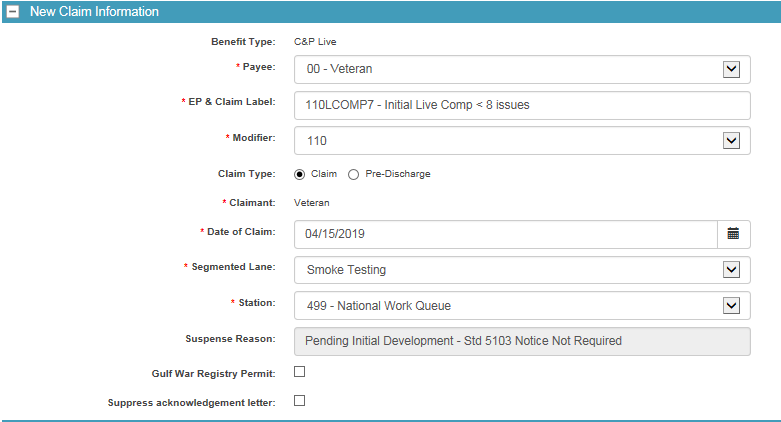 New Claim Information
Benefit Type: C&P Live
* Payee: 00 - Veteran
* EP & Claim Label: 110LCOMP7 - Initial Live Comp < 8 issues
* Modifier: 110
Claim Type: Claim Pre-Discharge
* Claimant: Veteran
* Date of Claim: 04/15/2019
* Segmented Lane: Smoke Testing
* Station: 499 - National Work Queue
Suspense Reason: Pending Initial Development - Std 5103 Notice Not Required
Gulf War Registry Permit:
Suppress acknowledgement letter: